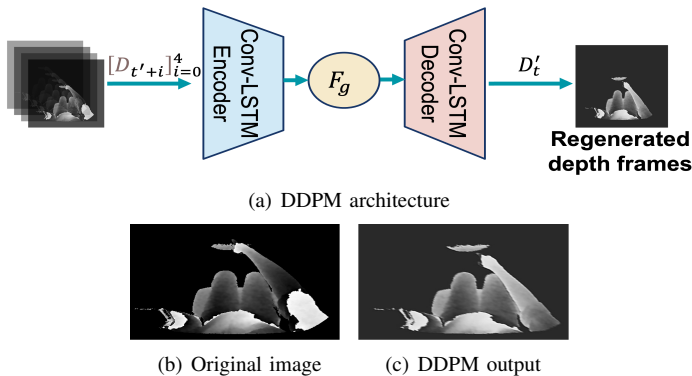 [D_{t'+i}]_{i=0}^{4}
Conv-LSTM
Encoder
F_g
Conv-LSTM
Decoder
D'_t
Regenerated
depth frames
(a) DDPM architecture
(b) Original image
(c) DDPM output